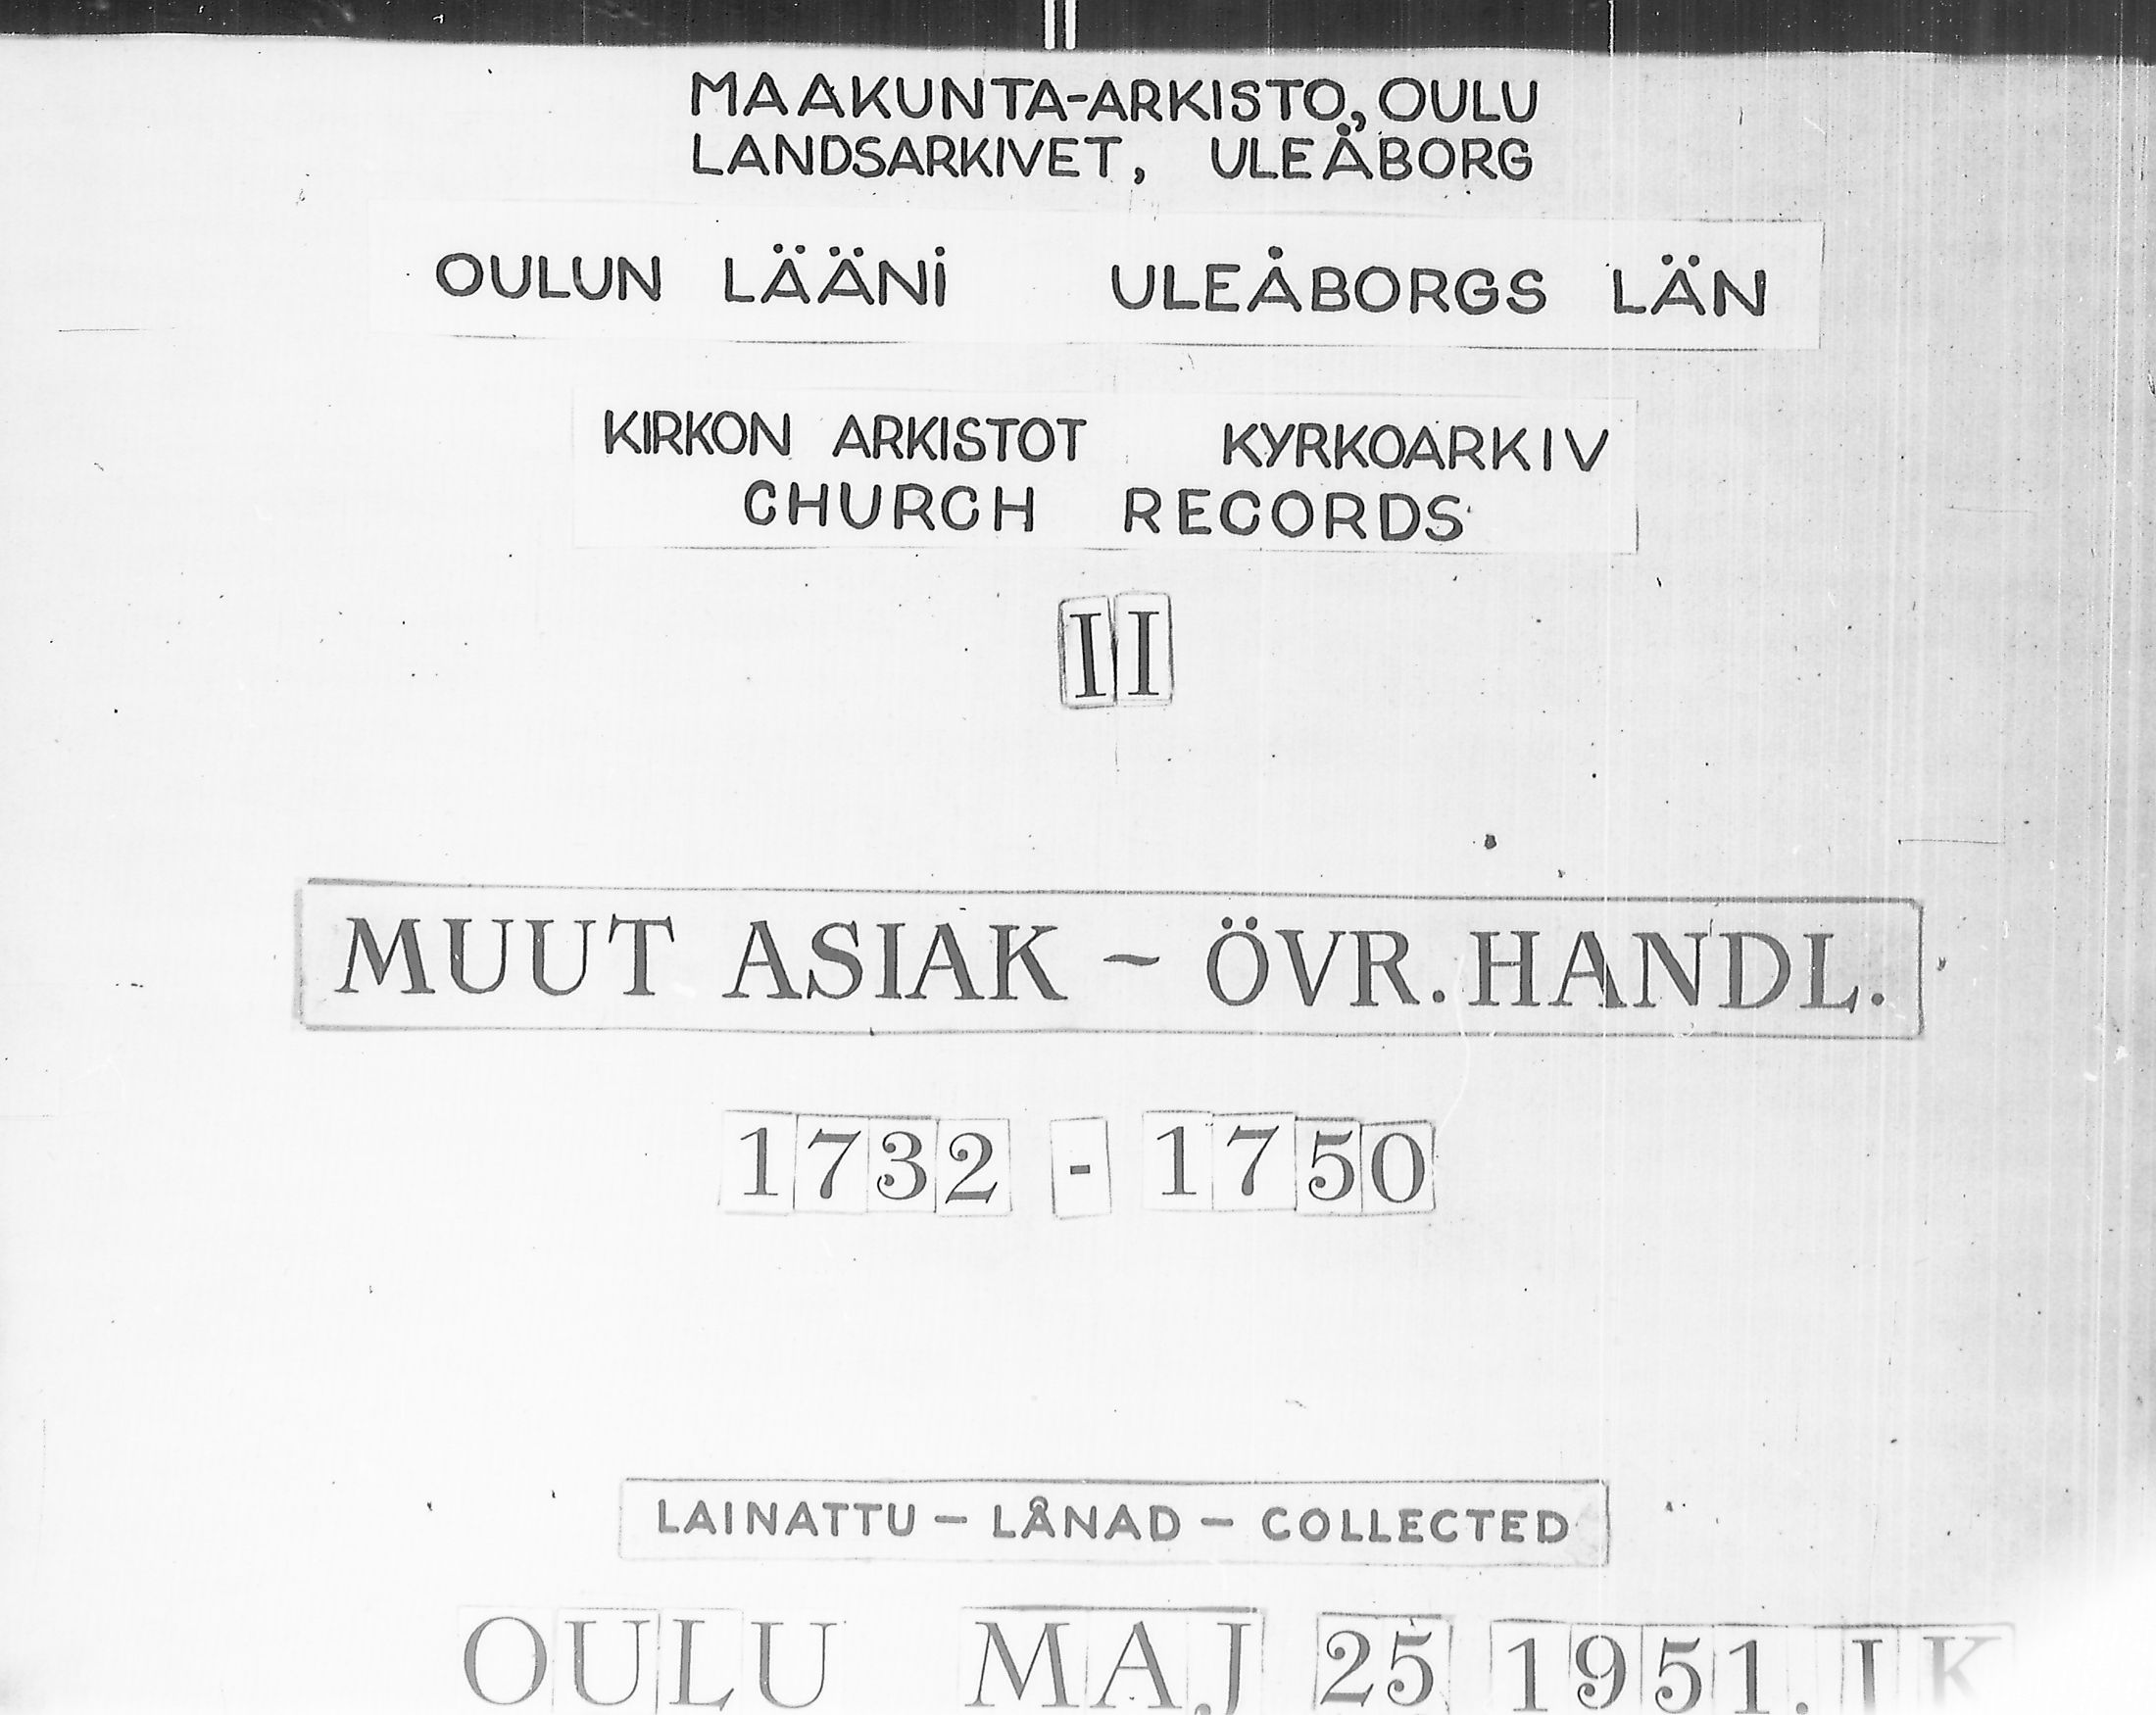 MAAKUNTA-ARKISTO, OULU
LANDSARKIVET, ULEÅBORG
OULUN LÄÄNI ULEÅBORGS LÄN
KIRKON ARKISTOT KYRKOARKIV
CHURCH RECORDS
II
MUUT ASIAK - ÖVR. HANDL.
1732 - 1750
LAINATTU - LÅNAD - COLLECTED
OULU MAJ 25 1951. I K